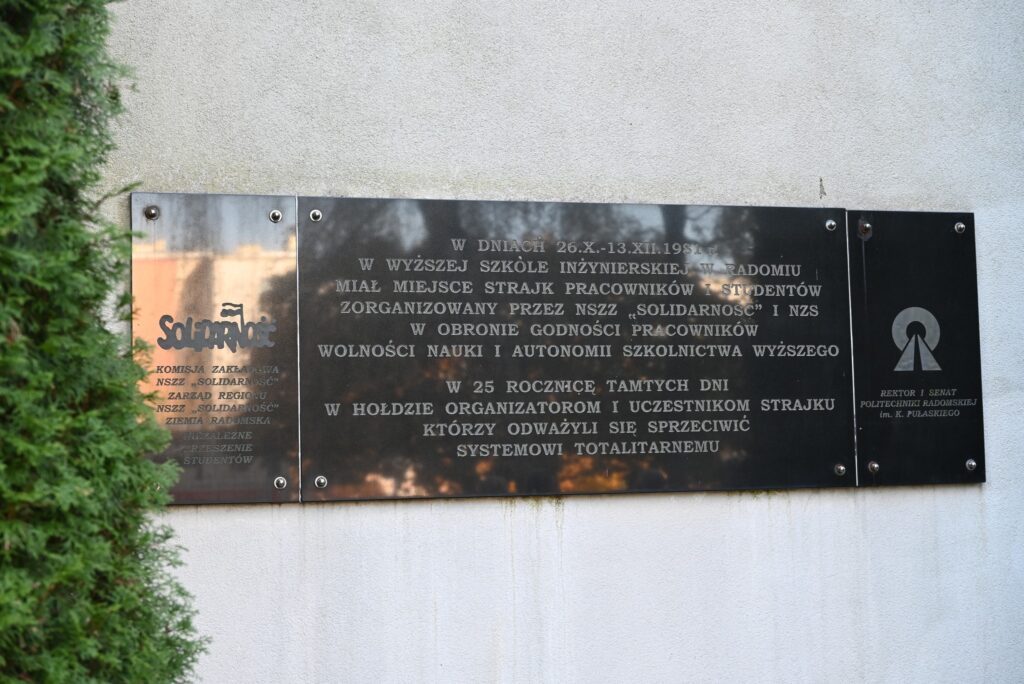 SOLIDARNOŚĆ
KOMISJA ZAKŁADOWA
NSZZ „SOLIDARNOŚĆ”
ZARZĄD REGIONU
NSZZ „SOLIDARNOŚĆ”
ZIEMIA RADOMSKA
NIEZALEŻNE
ZRZESZENIE
STUDENTÓW
W DNIACH 26.X.-13.XII.1981 r.
W WYŻSZEJ SZKÓLE INŻYNIERSKIEJ W RADOMIU
MIAŁ MIEJSCE STRAJK PRACOWNIKÓW I STUDENTÓW
ZORGANIZOWANY PRZEZ NSZZ „SOLIDARNOŚĆ” I NZS
W OBRONIE GODNOŚCI PRACOWNIKÓW
WOLNOŚCI NAUKI I AUTONOMII SZKOLNICTWA WYŻSZEGO
W 25 ROCZNICĘ TAMTYCH DNI
W HOŁDZIE ORGANIZATOROM I UCZESTNIKOM STRAJKU
KTÓRZY ODWAŻYLI SIĘ SPRZECIWIĆ
SYSTEMOWI TOTALITARNEMU
REKTOR I SENAT
POLITECHNIKI RADOMSKIEJ
im. K. PUŁASKIEGO